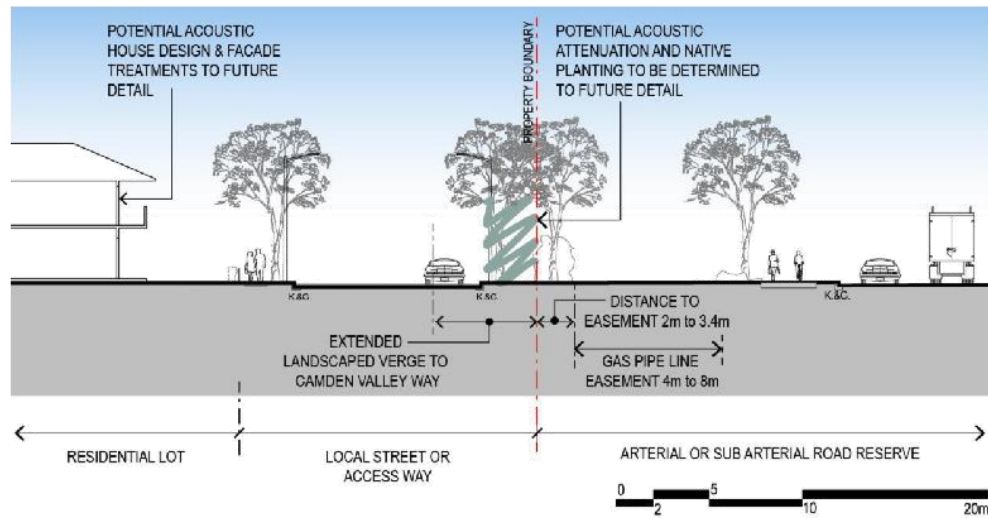 POTENTIAL ACOUSTIC
HOUSE DESIGN & FACADE
TREATMENTS TO FUTURE
DETAIL
PROPERTY BOUNDARY
POTENTIAL ACOUSTIC
ATTENUATION AND NATIVE
PLANTING TO BE DETERMINED
TO FUTURE DETAIL
K.&G.
K.&G.
K.&G.
DISTANCE TO
EASEMENT 2m to 3.4m
EXTENDED
LANDSCAPED VERGE TO
CAMDEN VALLEY WAY
GAS PIPE LINE
EASEMENT 4m to 8m
RESIDENTIAL LOT
LOCAL STREET OR
ACCESS WAY
ARTERIAL OR SUB ARTERIAL ROAD RESERVE
0 5
2 10 20m